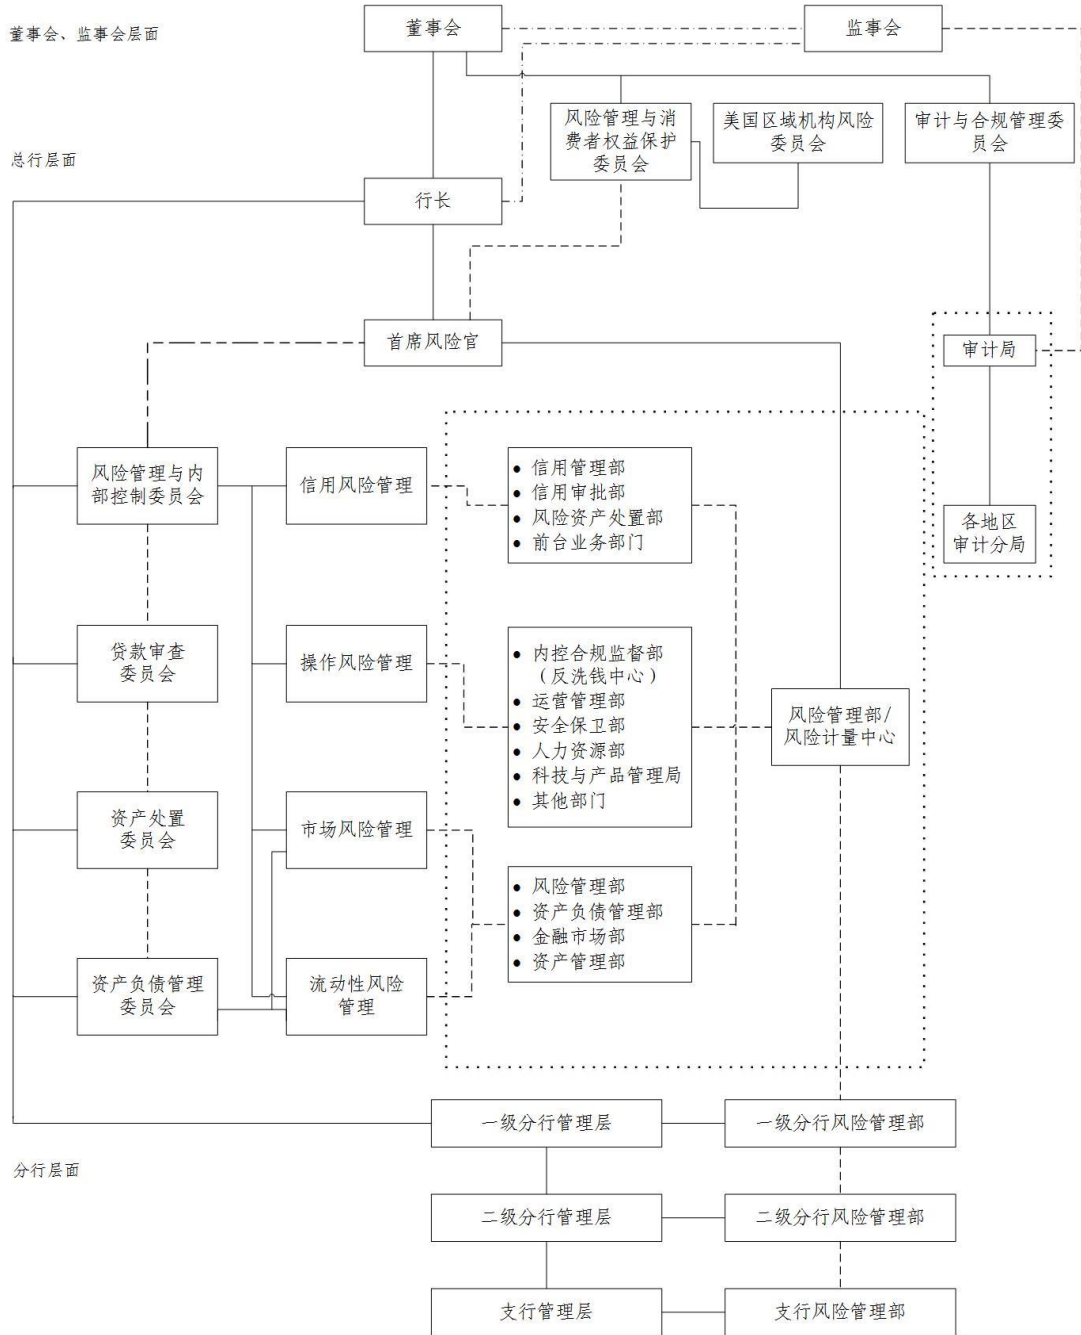 董事会、监事会层面
董事会
监事会
风险管理与消
费者权益保护
委员会
美国区域机构风险
委员会
审计与合规管理委
员会
总行层面
行长
首席风险官
审计局
各地区
审计分局
风险管理与内
部控制委员会
信用风险管理
● 信用管理部
● 信用审批部
● 风险资产处置部
● 前台业务部门
贷款审查
委员会
操作风险管理
● 内控合规监督部
（反洗钱中心）
● 运营管理部
● 安全保卫部
● 人力资源部
● 科技与产品管理局
● 其他部门
风险管理部/
风险计量中心
资产处置
委员会
市场风险管理
● 风险管理部
● 资产负债管理部
● 金融市场部
● 资产管理部
资产负债管理
委员会
流动性风险
管理
一级分行管理层
一级分行风险管理部
分行层面
二级分行管理层
二级分行风险管理部
支行管理层
支行风险管理部